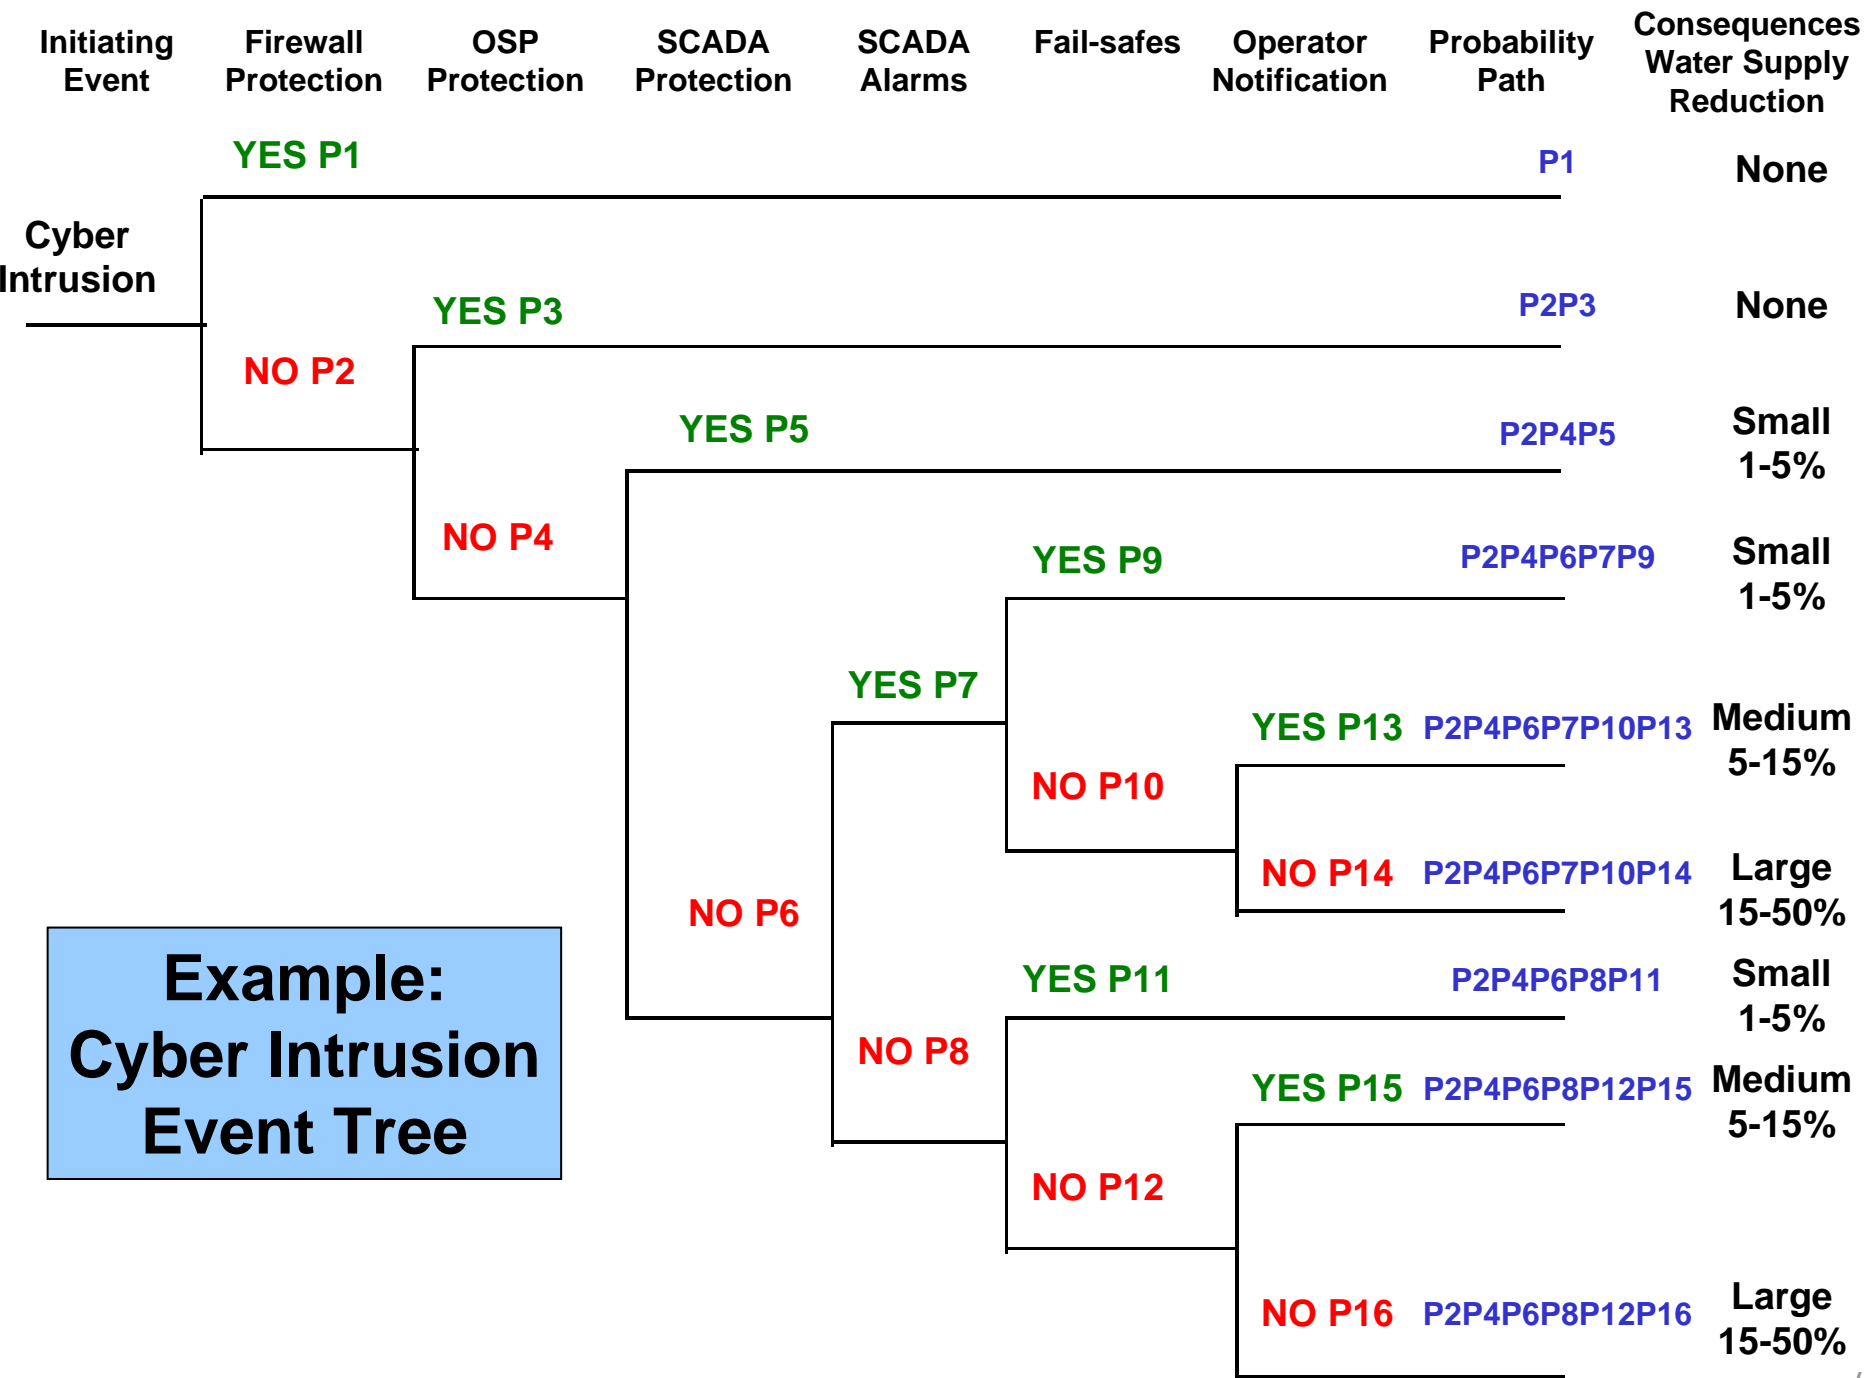 Initiating
Event
Firewall
Protection
OSP
Protection
SCADA
Protection
SCADA
Alarms
Fail-safes
Operator
Notification
Probability
Path
Consequences
Water Supply
Reduction
YES P1
P1
None
Cyber
Intrusion
YES P3
P2P3
None
NO P2
YES P5
P2P4P5
Small
1-5%
NO P4
YES P9
P2P4P6P7P9
Small
1-5%
YES P7
YES P13
P2P4P6P7P10P13
Medium
5-15%
NO P10
NO P14
P2P4P6P7P10P14
Large
15-50%
NO P6
YES P11
P2P4P6P8P11
Small
1-5%
NO P8
YES P15
P2P4P6P8P12P15
Medium
5-15%
NO P12
NO P16
P2P4P6P8P12P16
Large
15-50%
Example:
Cyber Intrusion
Event Tree